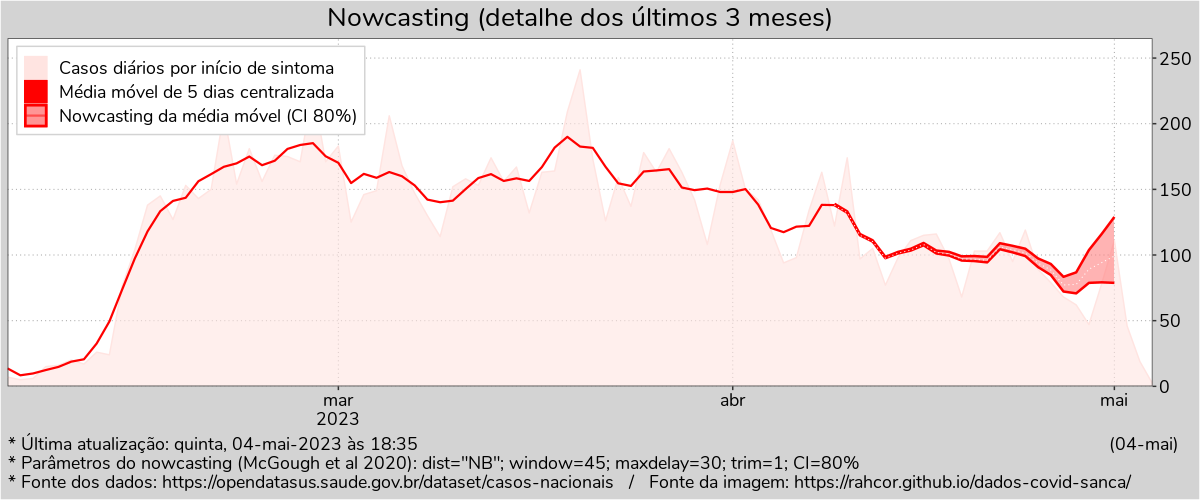 Nowcasting (detalhe dos últimos 3 meses)
Casos diários por início de sintoma
Média móvel de 5 dias centralizada
Nowcasting da média móvel (CI 80%)
250
200
150
100
50
0
mar
2023
abr
mai
* Última atualização: quinta, 04-mai-2023 às 18:35
(04-mai)
* Parâmetros do nowcasting (McGough et al 2020): dist="NB"; window=45; maxdelay=30; trim=1; CI=80%
* Fonte dos dados: https://opendatasus.saude.gov.br/dataset/casos-nacionais / Fonte da imagem: https://rahcor.github.io/dados-covid-sanca/